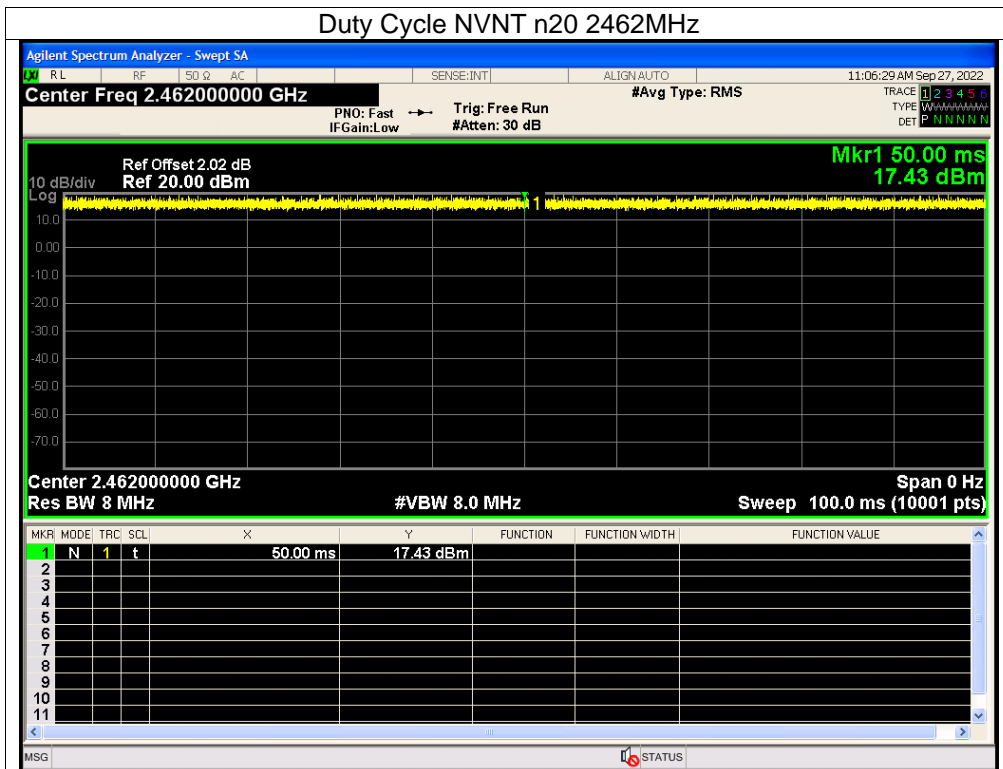 Duty Cycle NVNT n20 2462MHz
Agilent Spectrum Analyzer - Swept SA
LXI RL RF 50 Ω AC SENSE:INT ALIGN AUTO 11:06:29 AM Sep 27, 2022
Center Freq 2.462000000 GHz #Avg Type: RMS TRACE 1 2 3 4 5 6
PNO: Fast Trig: Free Run TYPE WWWWWW
IFGain:Low #Atten: 30 dB DET P N N N N N
Mkr1 50.00 ms
Ref Offset 2.02 dB
10 dB/div Ref 20.00 dBm 17.43 dBm
Log
1
10.0
0.00
-10.0
-20.0
-30.0
-40.0
-50.0
-60.0
-70.0
Center 2.462000000 GHz Span 0 Hz
Res BW 8 MHz #VBW 8.0 MHz Sweep 100.0 ms (10001 pts)
MKR MODE TRC SCL X Y FUNCTION FUNCTION WIDTH FUNCTION VALUE
1 N 1 t 50.00 ms 17.43 dBm
2
3
4
5
6
7
8
9
10
11
MSG STATUS